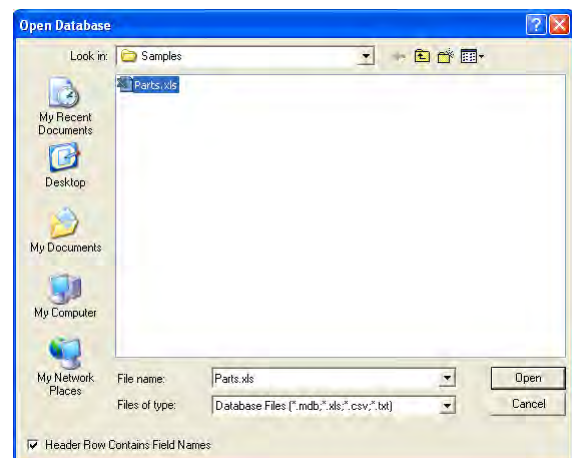 Open Database
Look in:
Samples
Parts.xls
My Recent
Documents
Desktop
My Documents
My Computer
My Network
Places
File name:
Parts.xls
Open
Files of type:
Database Files (*.mdb;*.xls;*.csv;*.txt)
Cancel
Header Row Contains Field Names